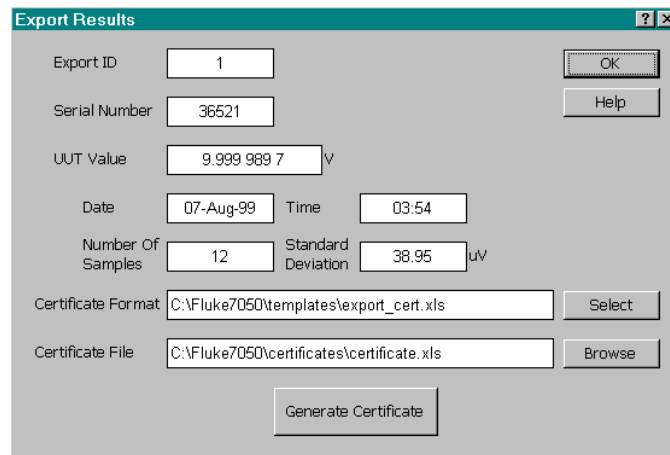 Export Results
Export ID 1 OK
Serial Number 36521 Help
UUT Value 9.999 989 7 V
Date 07-Aug-99 Time 03:54
Number Of Samples 12 Standard Deviation 38.95 uV
Certificate Format C:\Fluke7050\templates\export_cert.xls Select
Certificate File C:\Fluke7050\certificates\certificate.xls Browse
Generate Certificate